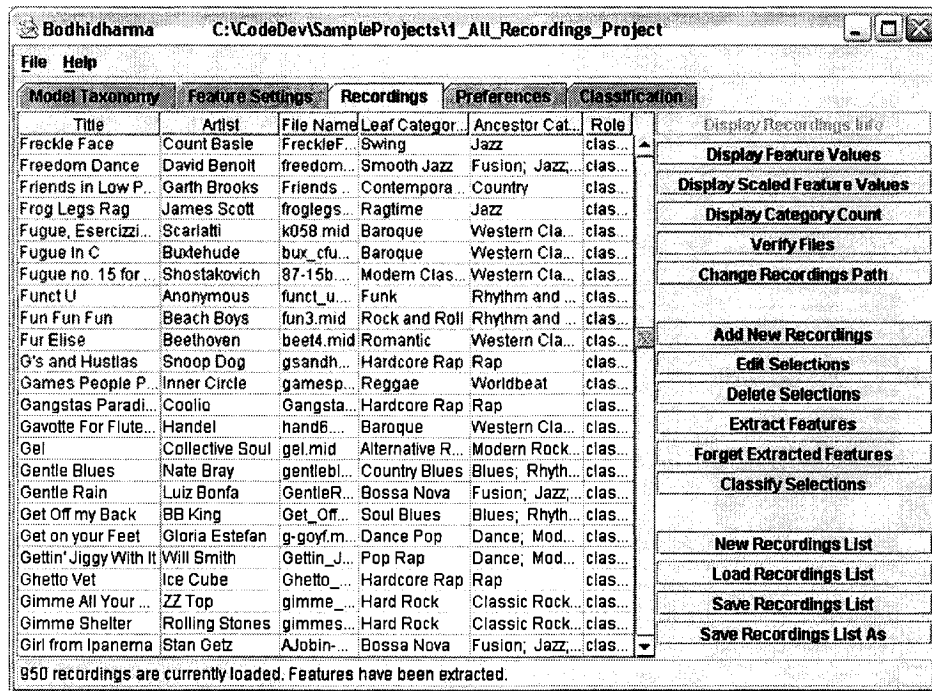 Bodhidharma C:\CodeDev\SampleProjects\1_All_Recordings_Project
File Help
Model Taxonomy Feature Settings Recordings Preferences Classification
Title Artist File Name Leaf Categor... Ancestor Cat... Role
Freckle Face Count Basie FreckleF... Swing Jazz clas...
Freedom Dance David Benoit freedom... Smooth Jazz Fusion; Jazz;... clas...
Friends in Low P... Garth Brooks Friends ... Contempora... Country clas...
Frog Legs Rag James Scott froglegs... Ragtime Jazz clas...
Fugue, Esercizzi... Scarlatti k058.mid Baroque Western Cla... clas...
Fugue In C Buxtehude bux_cfu... Baroque Western Cla... clas...
Fugue no. 15 for ... Shostakovich 87-15b.... Modern Clas... Western Cla... clas...
Funct U Anonymous funct_u.... Funk Rhythm and ... clas...
Fun Fun Fun Beach Boys fun3.mid Rock and Roll Rhythm and ... clas...
Fur Elise Beethoven beet4.mid Romantic Western Cla... clas...
G's and Hustlas Snoop Dog gsandh... Hardcore Rap Rap clas...
Games People P... Inner Circle gamesp... Reggae Worldbeat clas...
Gangstas Paradi... Coolio Gangsta... Hardcore Rap Rap clas...
Gavotte For Flute... Handel hand6.... Baroque Western Cla... clas...
Gel Collective Soul gel.mid Alternative R... Modern Rock... clas...
Gentle Blues Nate Bray gentlebl... Country Blues Blues; Rhyth... clas...
Gentle Rain Luiz Bonfa GentleR... Bossa Nova Fusion; Jazz;... clas...
Get Off my Back BB King Get_Off... Soul Blues Blues; Rhyth... clas...
Get on your Feet Gloria Estefan g-goyf.m... Dance Pop Dance; Mod... clas...
Gettin' Jiggy With It Will Smith Gettin_J... Pop Rap Dance; Mod... clas...
Ghetto Vet Ice Cube Ghetto_... Hardcore Rap Rap clas...
Gimme All Your ... ZZ Top gimme_... Hard Rock Classic Rock... clas...
Gimme Shelter Rolling Stones gimmes... Hard Rock Classic Rock... clas...
Girl from Ipanema Stan Getz AJobin-... Bossa Nova Fusion; Jazz;... clas...
Display Recordings Info
Display Feature Values
Display Scaled Feature Values
Display Category Count
Verify Files
Change Recordings Path
Add New Recordings
Edit Selections
Delete Selections
Extract Features
Forget Extracted Features
Classify Selections
New Recordings List
Load Recordings List
Save Recordings List
Save Recordings List As
950 recordings are currently loaded. Features have been extracted.